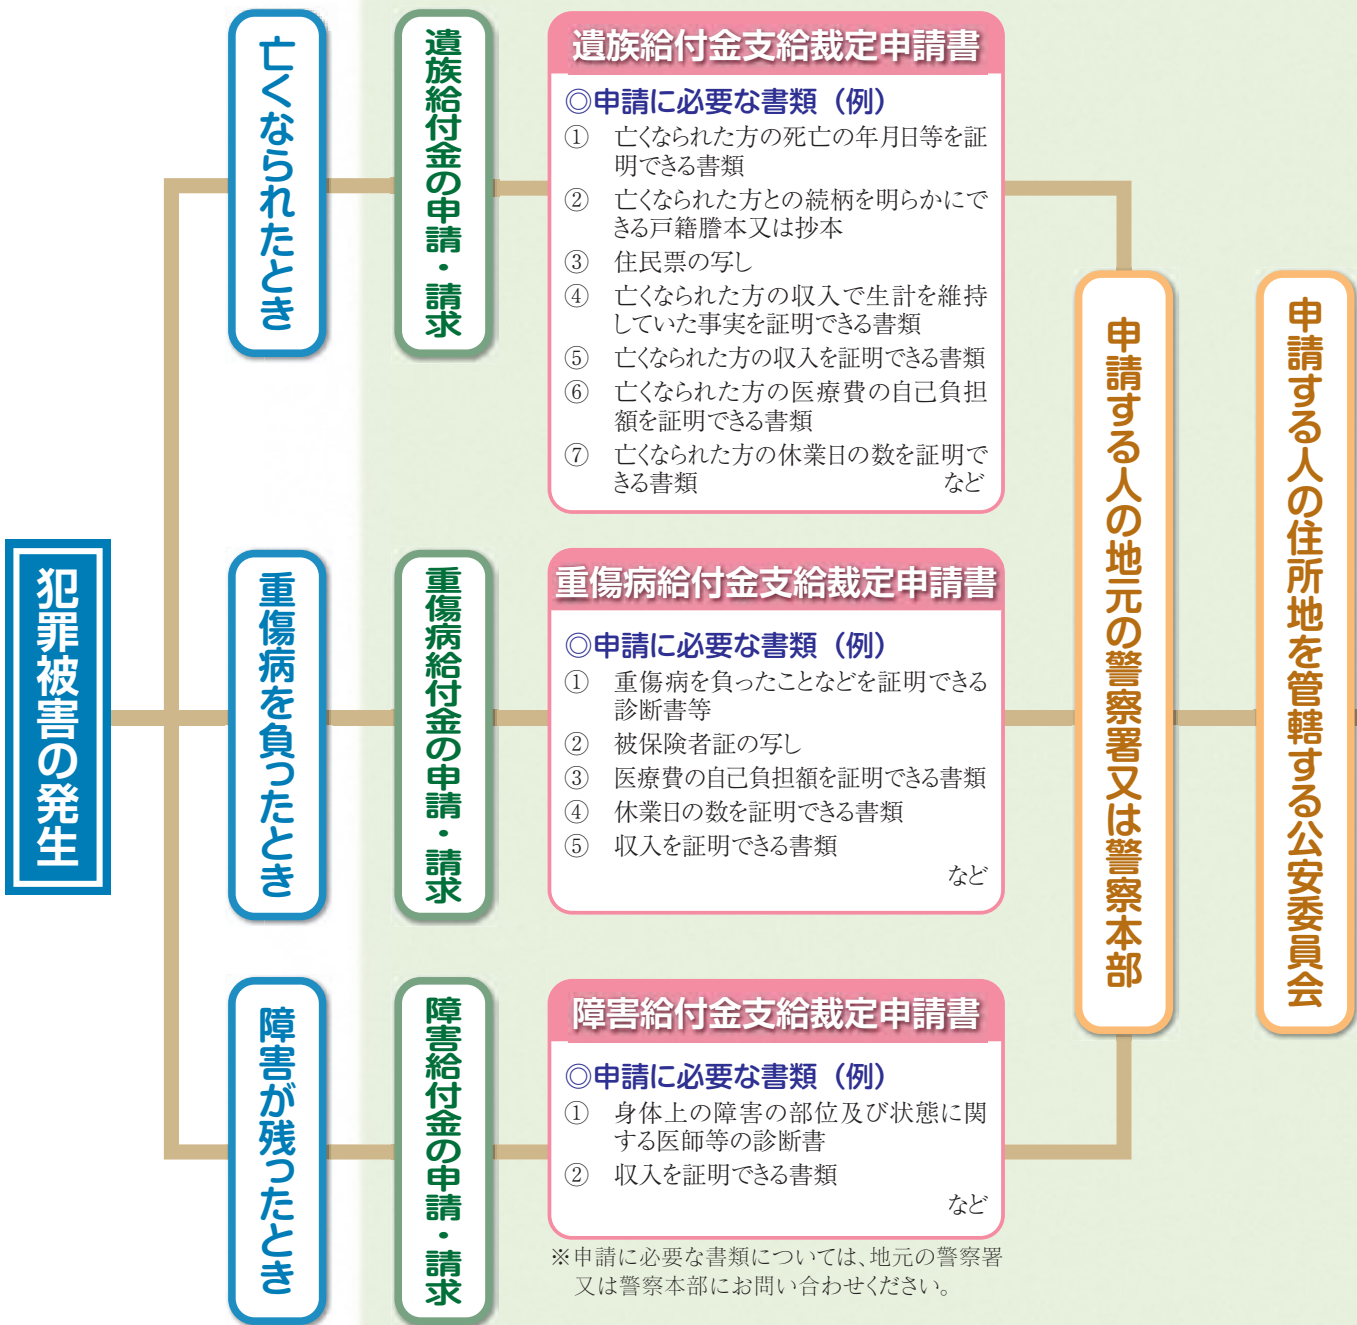 犯罪被害の発生
亡くなられたとき
遺族給付金の申請・請求
遺族給付金支給裁定申請書
◎申請に必要な書類（例）
① 亡くなられた方の死亡の年月日等を証
明できる書類
② 亡くなられた方との続柄を明らかにで
きる戸籍謄本又は抄本
③ 住民票の写し
④ 亡くなられた方の収入で生計を維持
していた事実を証明できる書類
⑤ 亡くなられた方の収入を証明できる書類
⑥ 亡くなられた方の医療費の自己負担
額を証明できる書類
⑦ 亡くなられた方の休業日の数を証明で
きる書類 など
重傷病を負ったとき
重傷病給付金の申請・請求
重傷病給付金支給裁定申請書
◎申請に必要な書類（例）
① 重傷病を負ったことなどを証明できる
診断書等
② 被保険者証の写し
③ 医療費の自己負担額を証明できる書類
④ 休業日の数を証明できる書類
⑤ 収入を証明できる書類
など
障害が残ったとき
障害給付金の申請・請求
障害給付金支給裁定申請書
◎申請に必要な書類（例）
① 身体上の障害の部位及び状態に関
する医師等の診断書
② 収入を証明できる書類
など
※申請に必要な書類については、地元の警察署
又は警察本部にお問い合わせください。
申請する人の地元の警察署又は警察本部
申請する人の住所地を管轄する公安委員会